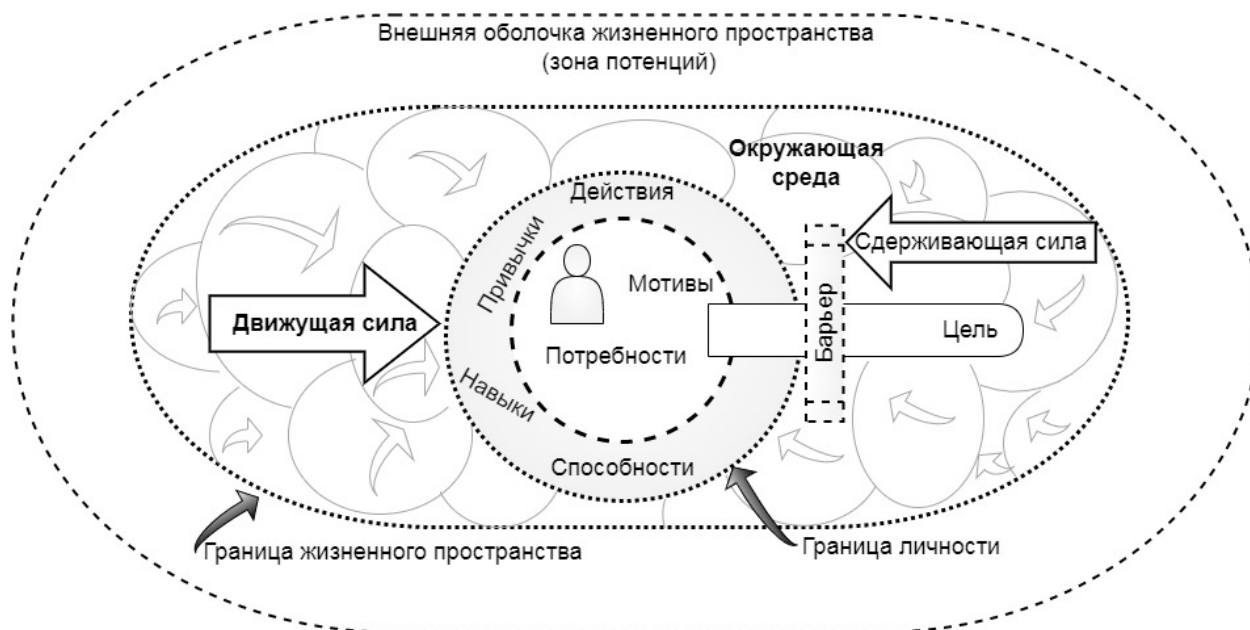 Внешняя оболочка жизненного пространства
(зона потенций)
Окружающая
среда
Действия
Привычки
Сдерживающая сила
Мотивы
Движущая сила
Барьер
Цель
Потребности
Навыки
Способности
Граница жизненного пространства
Граница личности